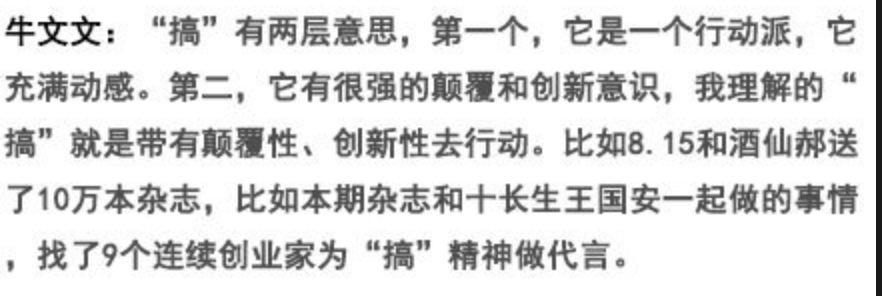 牛文文：“搞”有两层意思，第一个，它是一个行动派，它
充满动感。第二，它有很强的颠覆和创新意识，我理解的“
搞”就是带有颠覆性、创新性去行动。比如8.15和酒仙郝送
了10万本杂志，比如本期杂志和十长生王国安一起做的事情
，找了9个连续创业家为“搞”精神做代言。